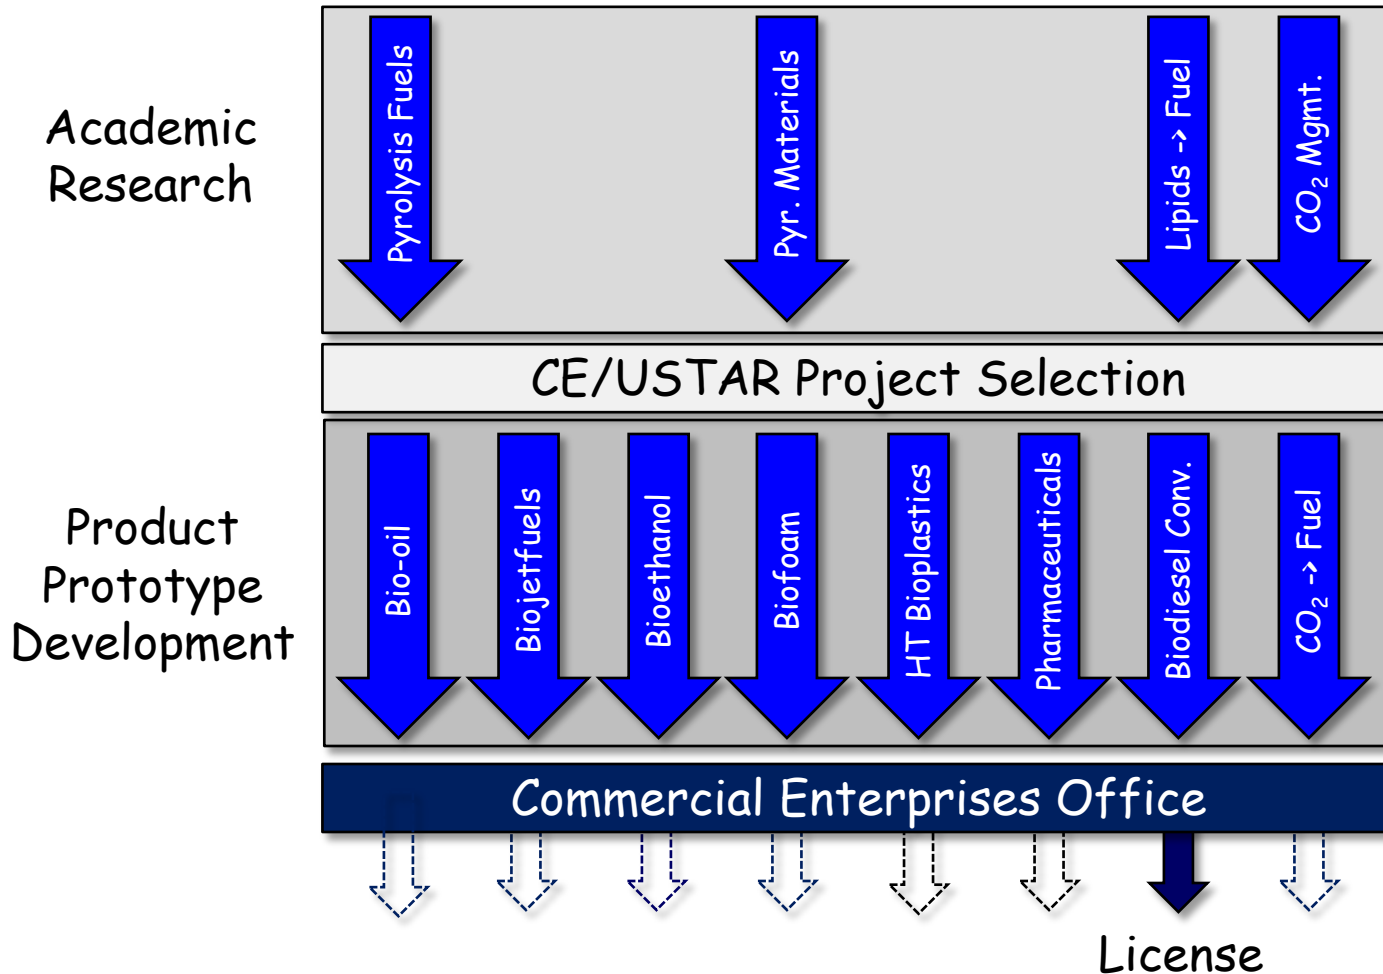 Academic
Research
Pyrolysis Fuels
Pyr. Materials
Lipids -> Fuel
CO₂ Mgmt.
CE/USTAR Project Selection
Product
Prototype
Development
Bio-oil
Biojetfuels
Bioethanol
Biofoam
HT Bioplastics
Pharmaceuticals
Biodiesel Conv.
CO₂ -> Fuel
Commercial Enterprises Office
License